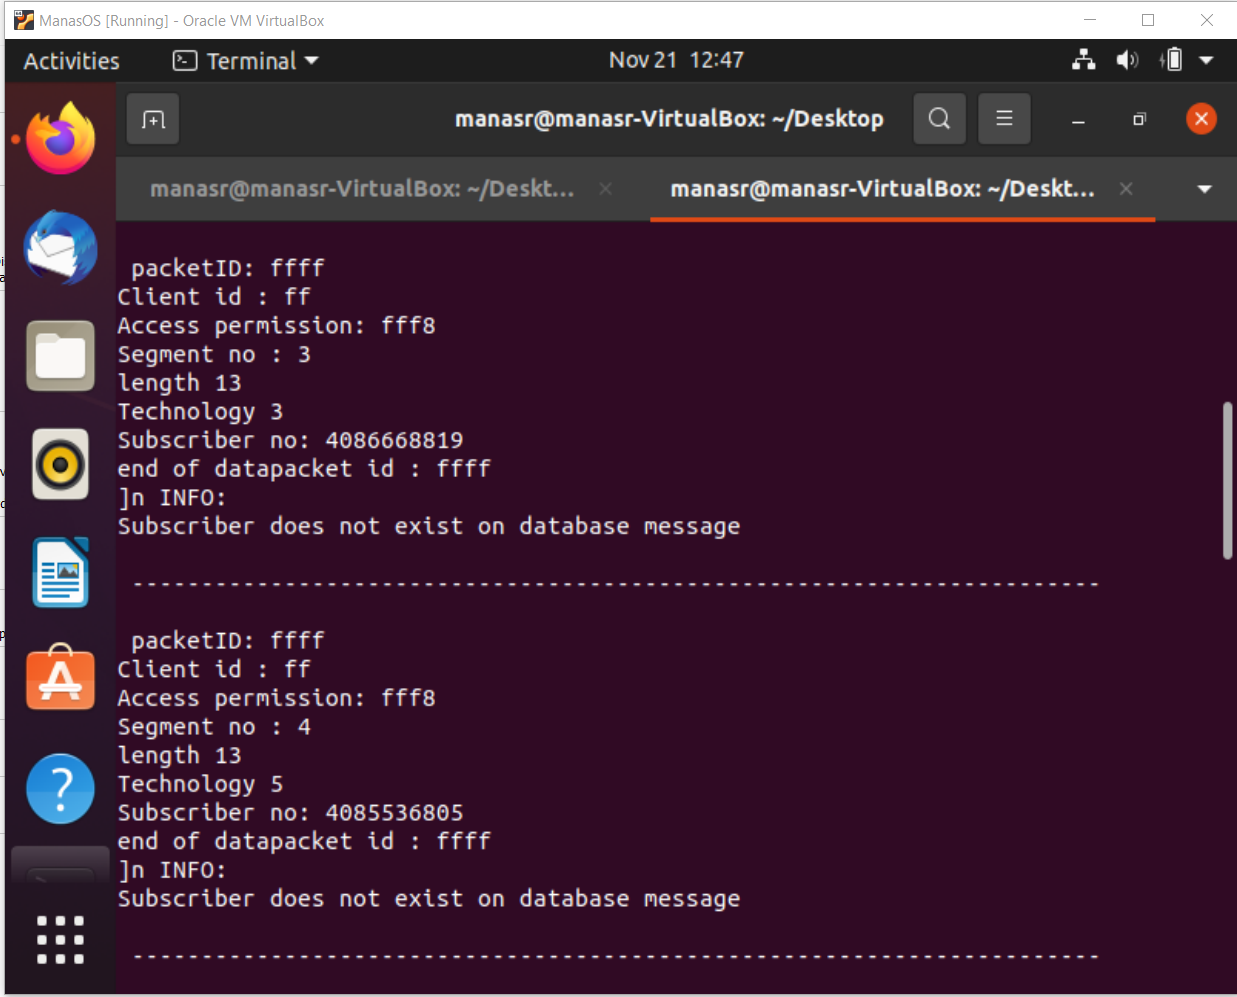 ManasOS [Running] - Oracle VM VirtualBox
Activities Terminal Nov 21 12:47
manasr@manasr-VirtualBox: ~/Desktop
manasr@manasr-VirtualBox: ~/Deskt... manasr@manasr-VirtualBox: ~/Deskt...
packetID: ffff
Client id : ff
Access permission: fff8
Segment no : 3
length 13
Technology 3
Subscriber no: 4086668819
end of datapacket id : ffff
]n INFO:
Subscriber does not exist on database message
----------------------------------------------------------------------
packetID: ffff
Client id : ff
Access permission: fff8
Segment no : 4
length 13
Technology 5
Subscriber no: 4085536805
end of datapacket id : ffff
]n INFO:
Subscriber does not exist on database message
----------------------------------------------------------------------